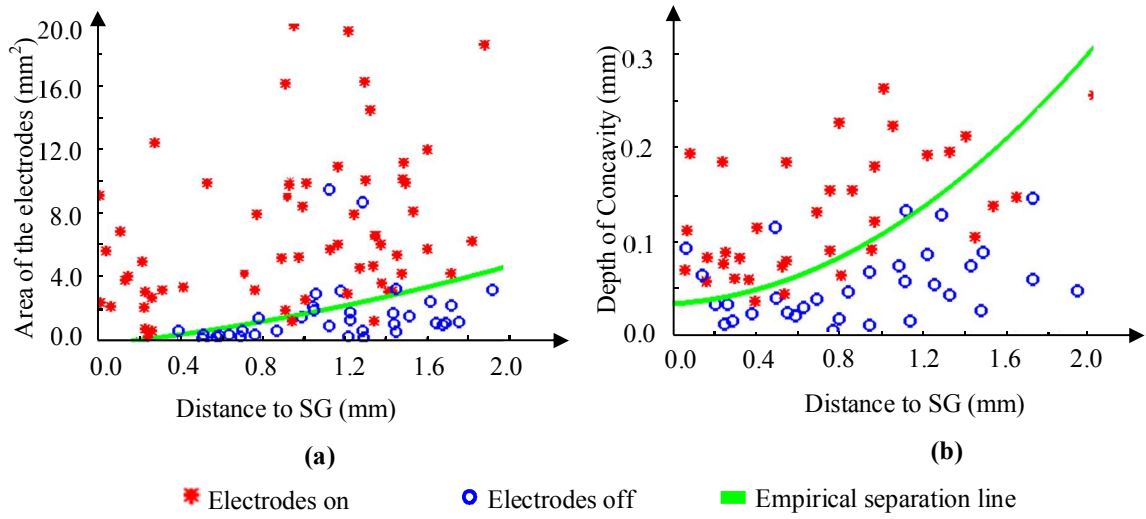 Area of the electrodes (mm²)
20.0
16.0
12.0
8.0
4.0
0.0
0.0 0.4 0.8 1.2 1.6 2.0
Distance to SG (mm)
(a)
Depth of Concavity (mm)
0.3
0.2
0.1
0.0
0.0 0.4 0.8 1.2 1.6 2.0
Distance to SG (mm)
(b)
Electrodes on Electrodes off Empirical separation line